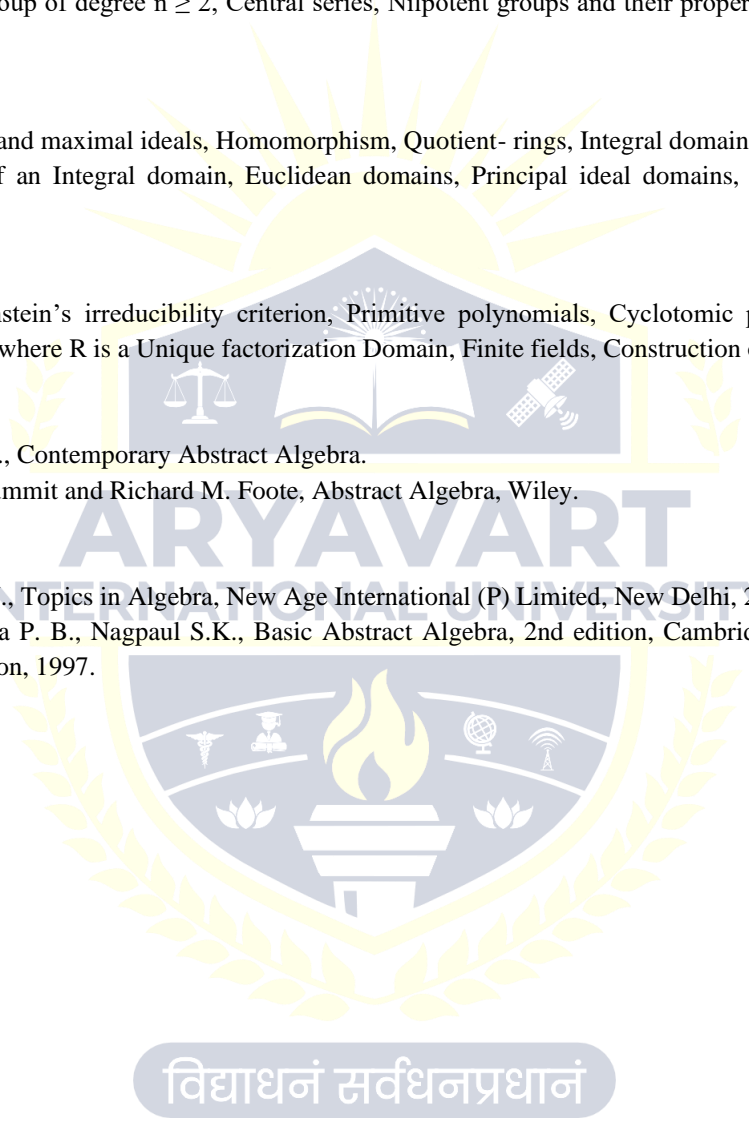 oup of degree n ≥ 2, Central series, Nilpotent groups and their proper
and maximal ideals, Homomorphism, Quotient- rings, Integral domain
f an Integral domain, Euclidean domains, Principal ideal domains,
nstein's irreducibility criterion, Primitive polynomials, Cyclotomic p
where R is a Unique factorization Domain, Finite fields, Construction
., Contemporary Abstract Algebra.
ummit and Richard M. Foote, Abstract Algebra, Wiley.
ARYAVART
INTERNATIONAL UNIVERSITY
., Topics in Algebra, New Age International (P) Limited, New Delhi, 2
a P. B., Nagpaul S.K., Basic Abstract Algebra, 2nd edition, Cambrid
on, 1997.
विद्याधनं सर्वधनप्रधानं